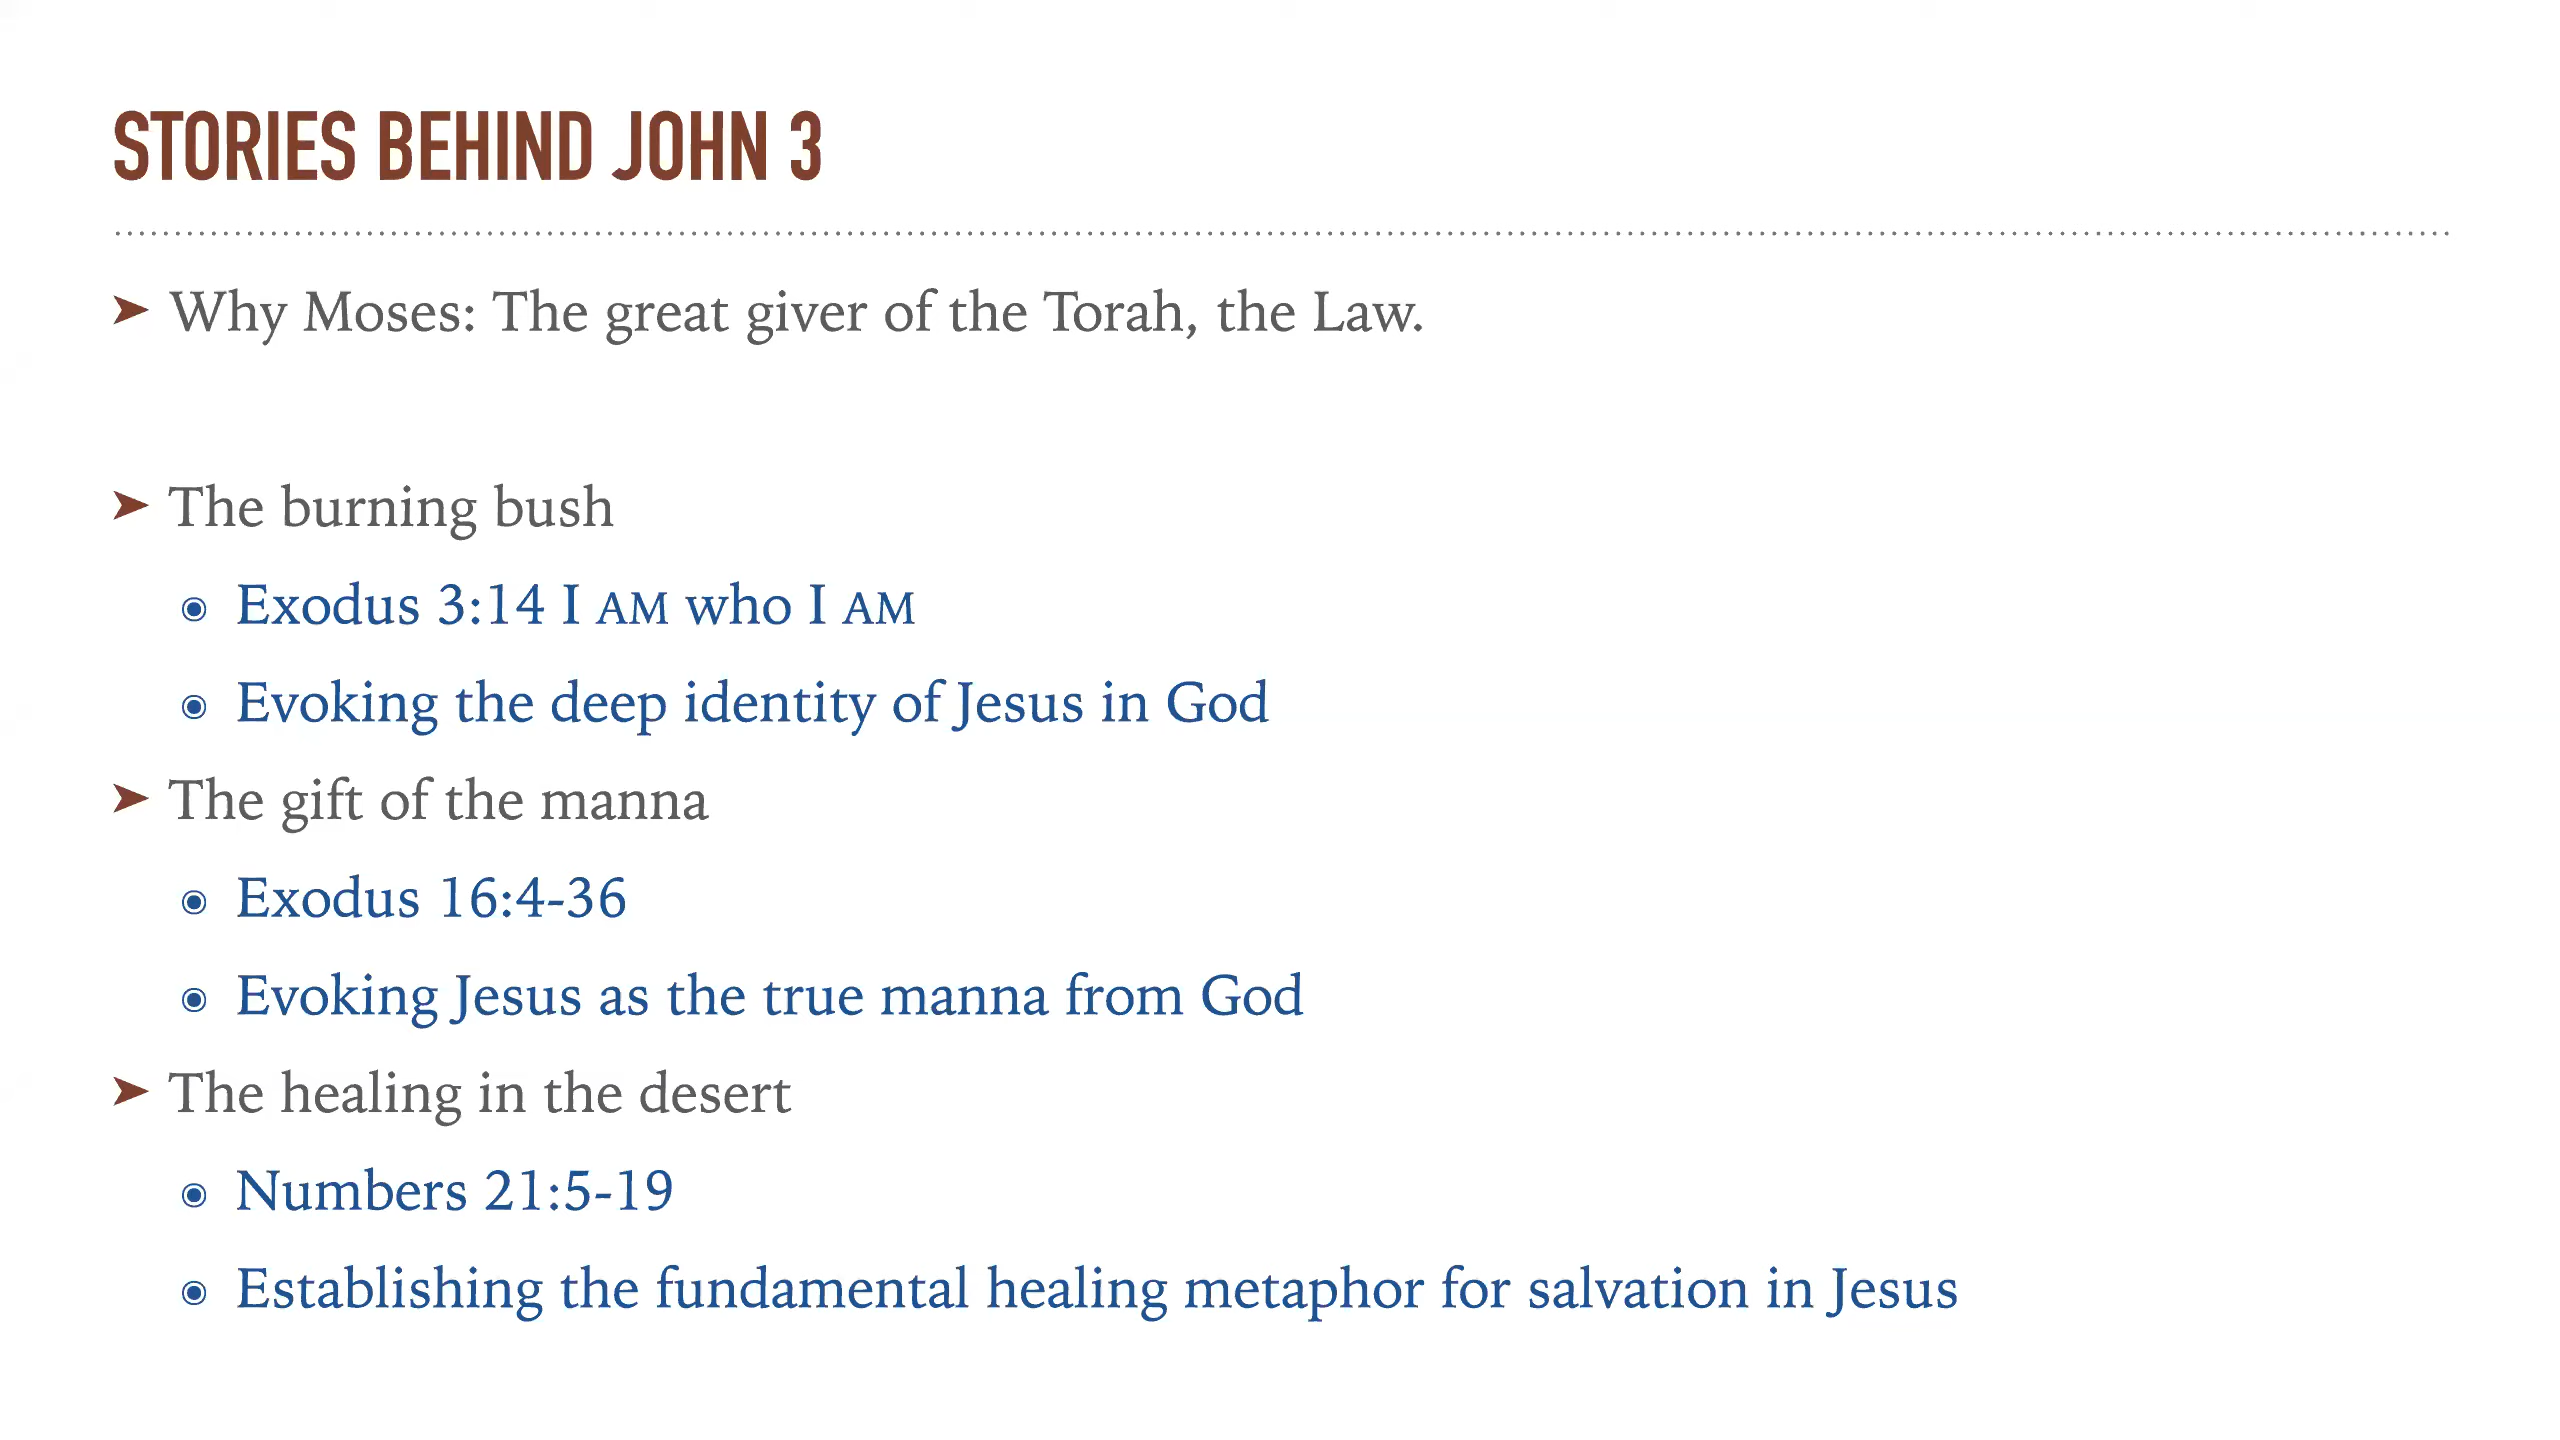 STORIES BEHIND JOHN 3
➤ Why Moses: The great giver of the Torah, the Law.
➤ The burning bush
◉ Exodus 3:14 I AM who I AM
◉ Evoking the deep identity of Jesus in God
➤ The gift of the manna
◉ Exodus 16:4-36
◉ Evoking Jesus as the true manna from God
➤ The healing in the desert
◉ Numbers 21:5-19
◉ Establishing the fundamental healing metaphor for salvation in Jesus